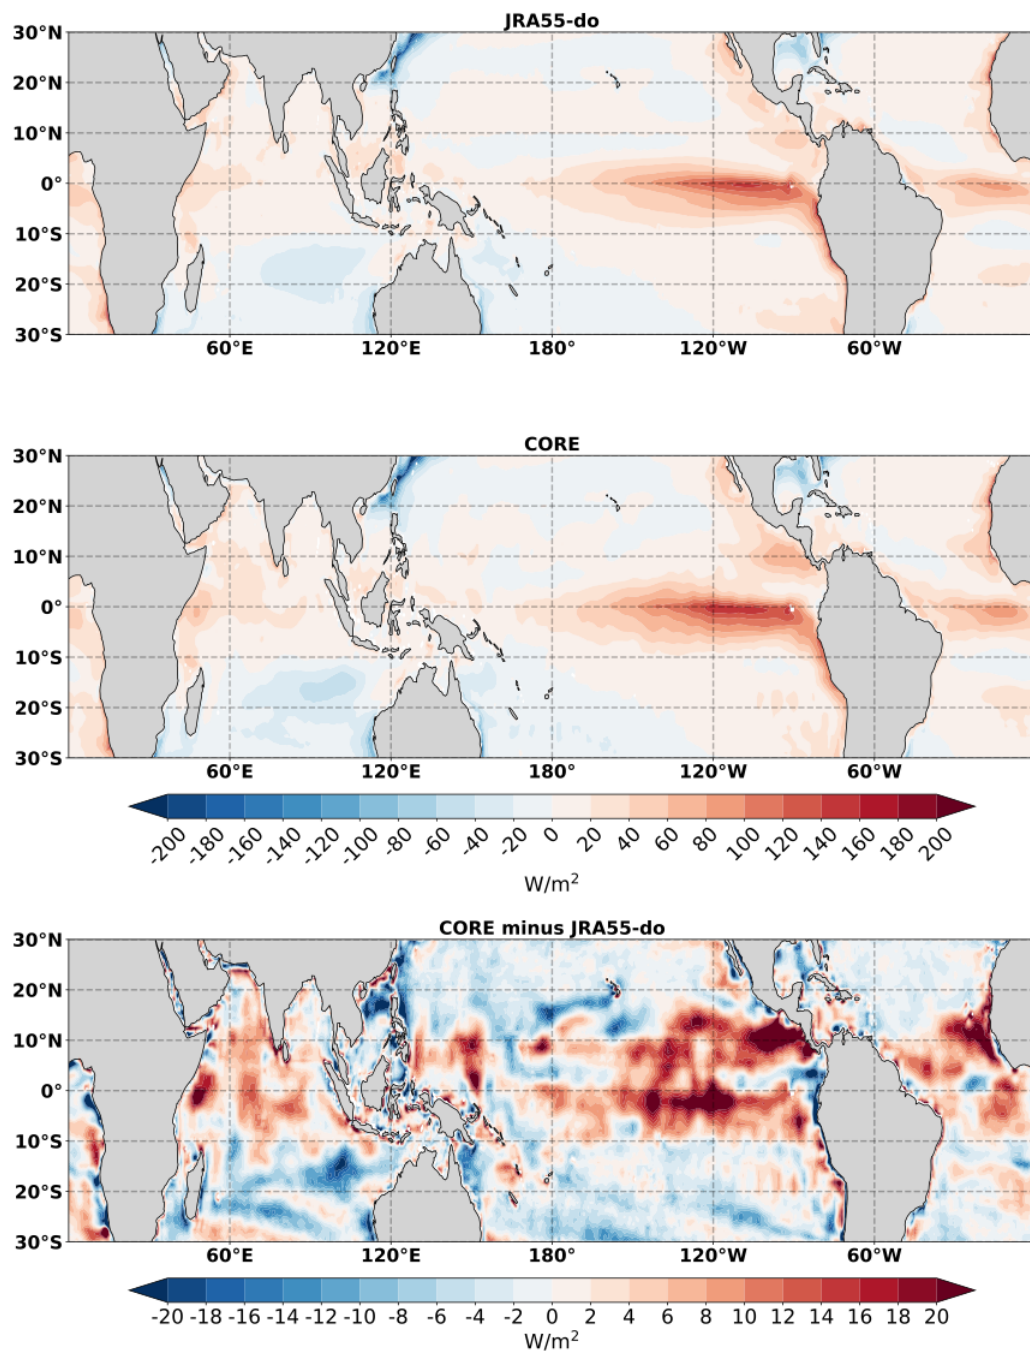 JRA55-do
30°N
20°N
10°N
0°
10°S
20°S
30°S
60°E 120°E 180° 120°W 60°W
CORE
30°N
20°N
10°N
0°
10°S
20°S
30°S
60°E 120°E 180° 120°W 60°W
-200 -180 -160 -140 -120 -100 -80 -60 -40 -20 0 20 40 60 80 100 120 140 160 180 200
W/m²
CORE minus JRA55-do
30°N
20°N
10°N
0°
10°S
20°S
30°S
60°E 120°E 180° 120°W 60°W
-20 -18 -16 -14 -12 -10 -8 -6 -4 -2 0 2 4 6 8 10 12 14 16 18 20
W/m²